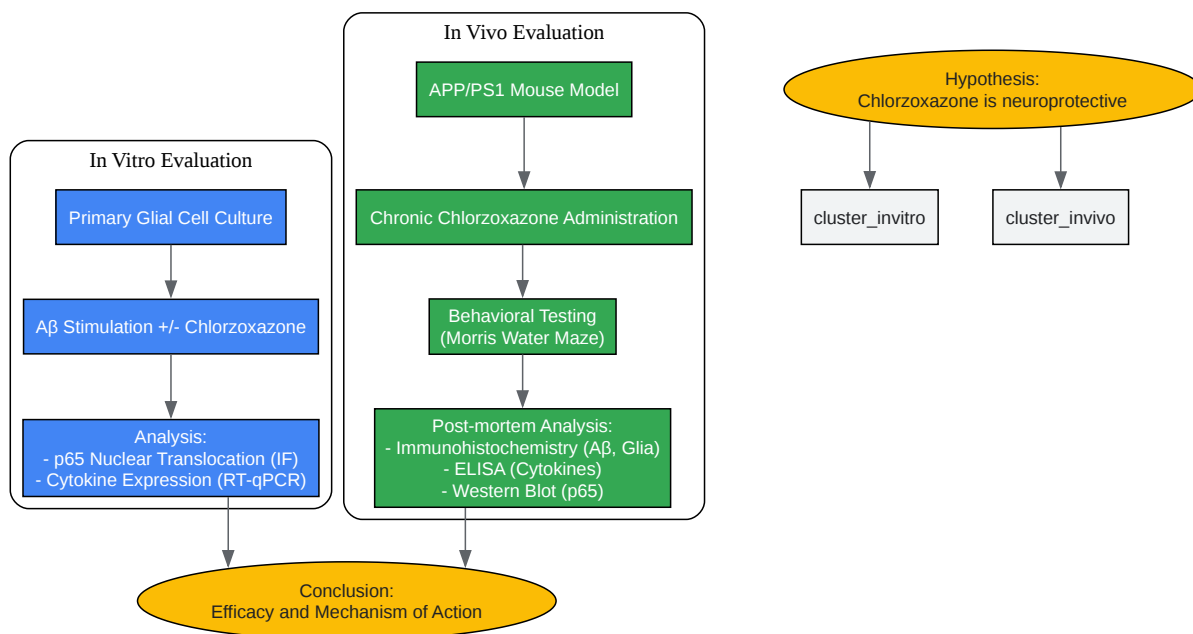 In Vitro Evaluation
Primary Glial Cell Culture
Aβ Stimulation +/- Chlorzoxazone
Analysis:
- p65 Nuclear Translocation (IF)
- Cytokine Expression (RT-qPCR)
In Vivo Evaluation
APP/PS1 Mouse Model
Chronic Chlorzoxazone Administration
Behavioral Testing
(Morris Water Maze)
Post-mortem Analysis:
- Immunohistochemistry (Aβ, Glia)
- ELISA (Cytokines)
- Western Blot (p65)
Conclusion:
Efficacy and Mechanism of Action
Hypothesis:
Chlorzoxazone is neuroprotective
cluster_invitro
cluster_invivo